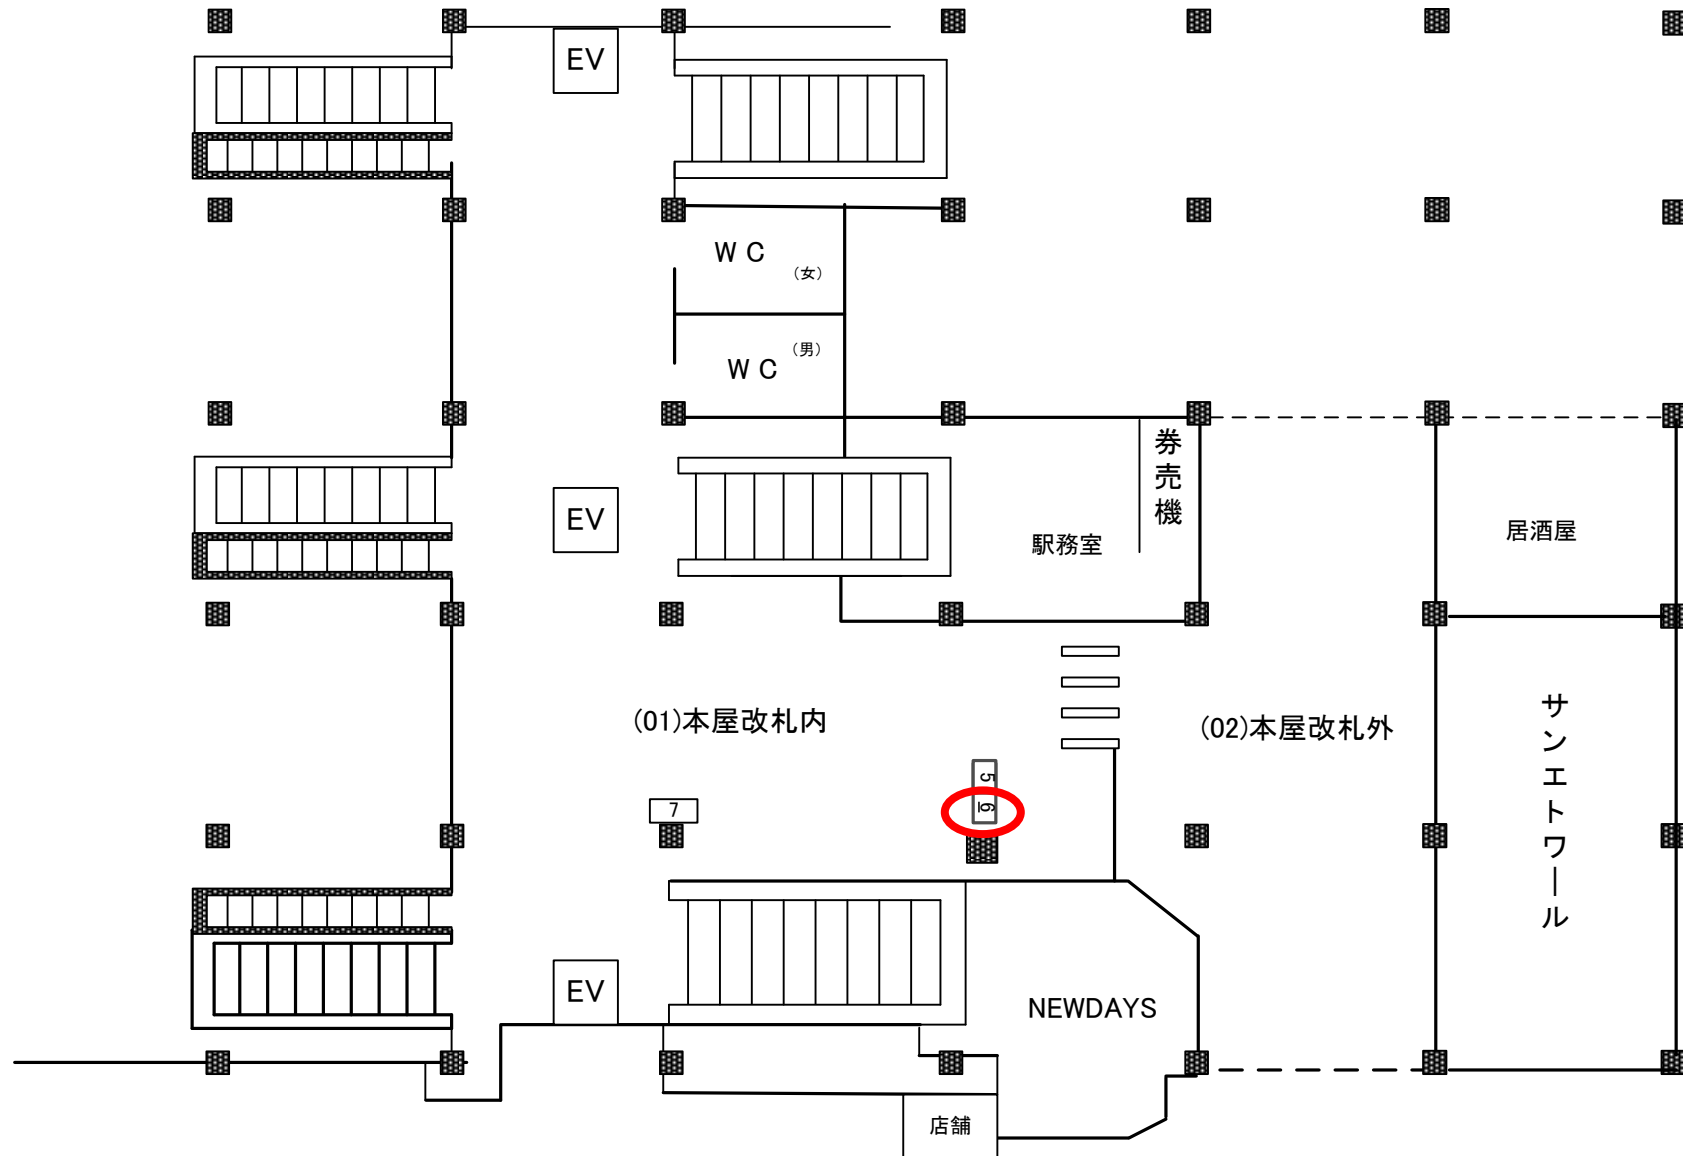 EV
WC
(女)
(男)
WC
券売機
EV
駅務室
居酒屋
(01)本屋改札内
(02)本屋改札外
サンエトワール
5
6
7
EV
NEWDAYS
店舗